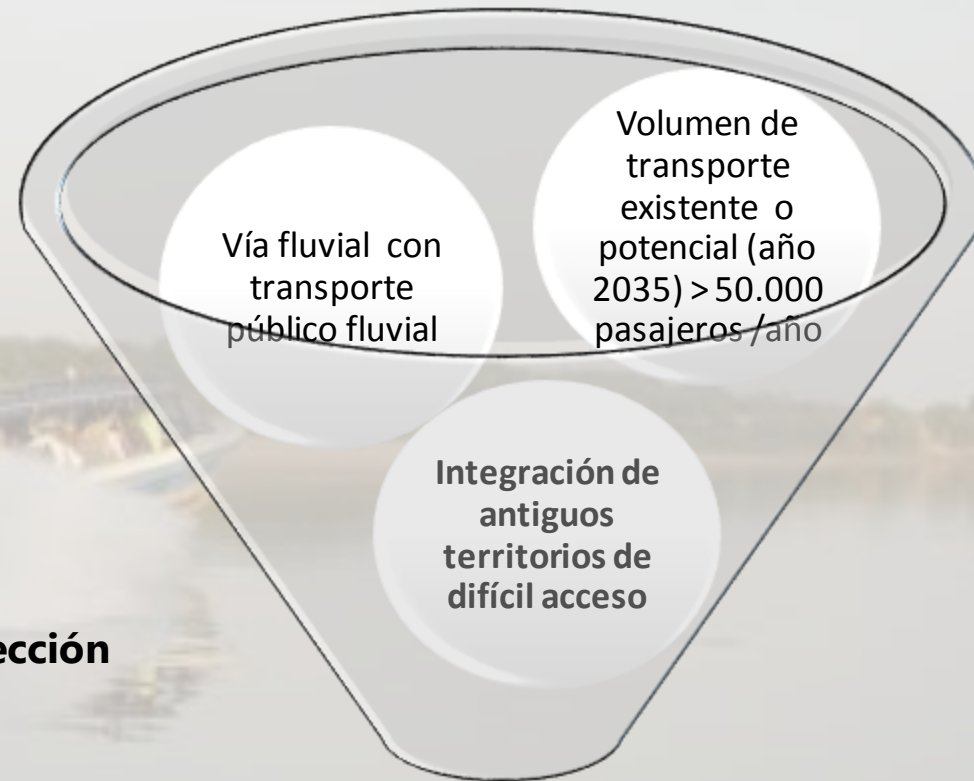 Vía fluvial con
transporte
público fluvial
Volumen de
transporte
existente o
potencial (año
2035) > 50.000
pasajeros /año
Integración de
antiguos
territorios de
difícil acceso
ección